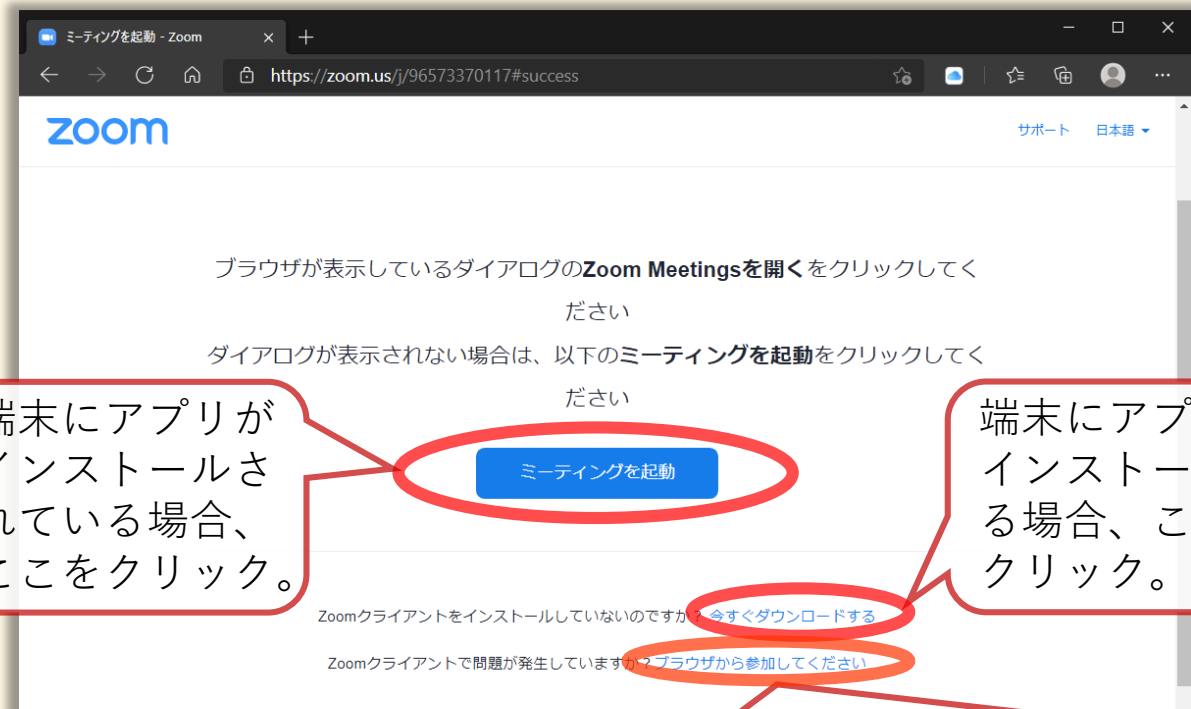 ミーティングを起動 - Zoom
https://zoom.us/j/96573370117#success
zoom
サポート 日本語
ブラウザが表示しているダイアログのZoom Meetingsを開くをクリックしてく
ださい
ダイアログが表示されない場合は、以下のミーティングを起動をクリックしてく
ださい
端末にアプリが
インストールさ
れている場合、
ここをクリック。
ミーティングを起動
端末にアプ
インストー
る場合、こ
クリック。
Zoomクライアントをインストールしていないのですか？今すぐダウンロードする
Zoomクライアントで問題が発生していますか？ブラウザから参加してください